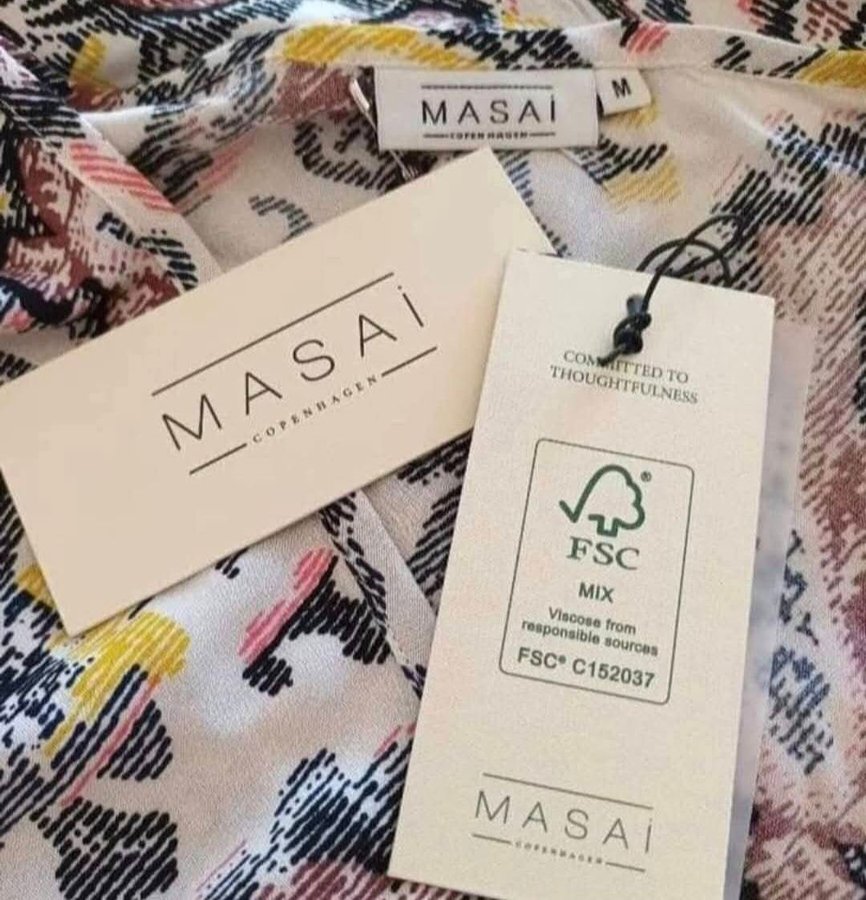 MASAI
COPENHAGEN
M
MASAI
COPENHAGEN
COMMITTED TO
THOUGHTFULNESS
FSC®
MIX
Viscose from
responsible sources
FSC® C152037
MASAI
COPENHAGEN